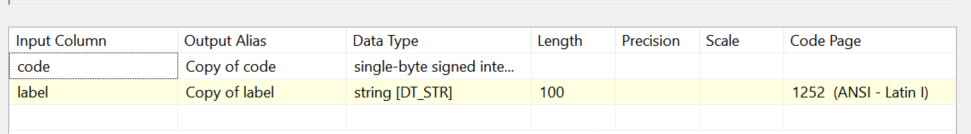 Input Column Output Alias Data Type Length Precision Scale Code Page
code Copy of code single-byte signed inte...
label Copy of label string [DT_STR] 100 1252 (ANSI - Latin I)